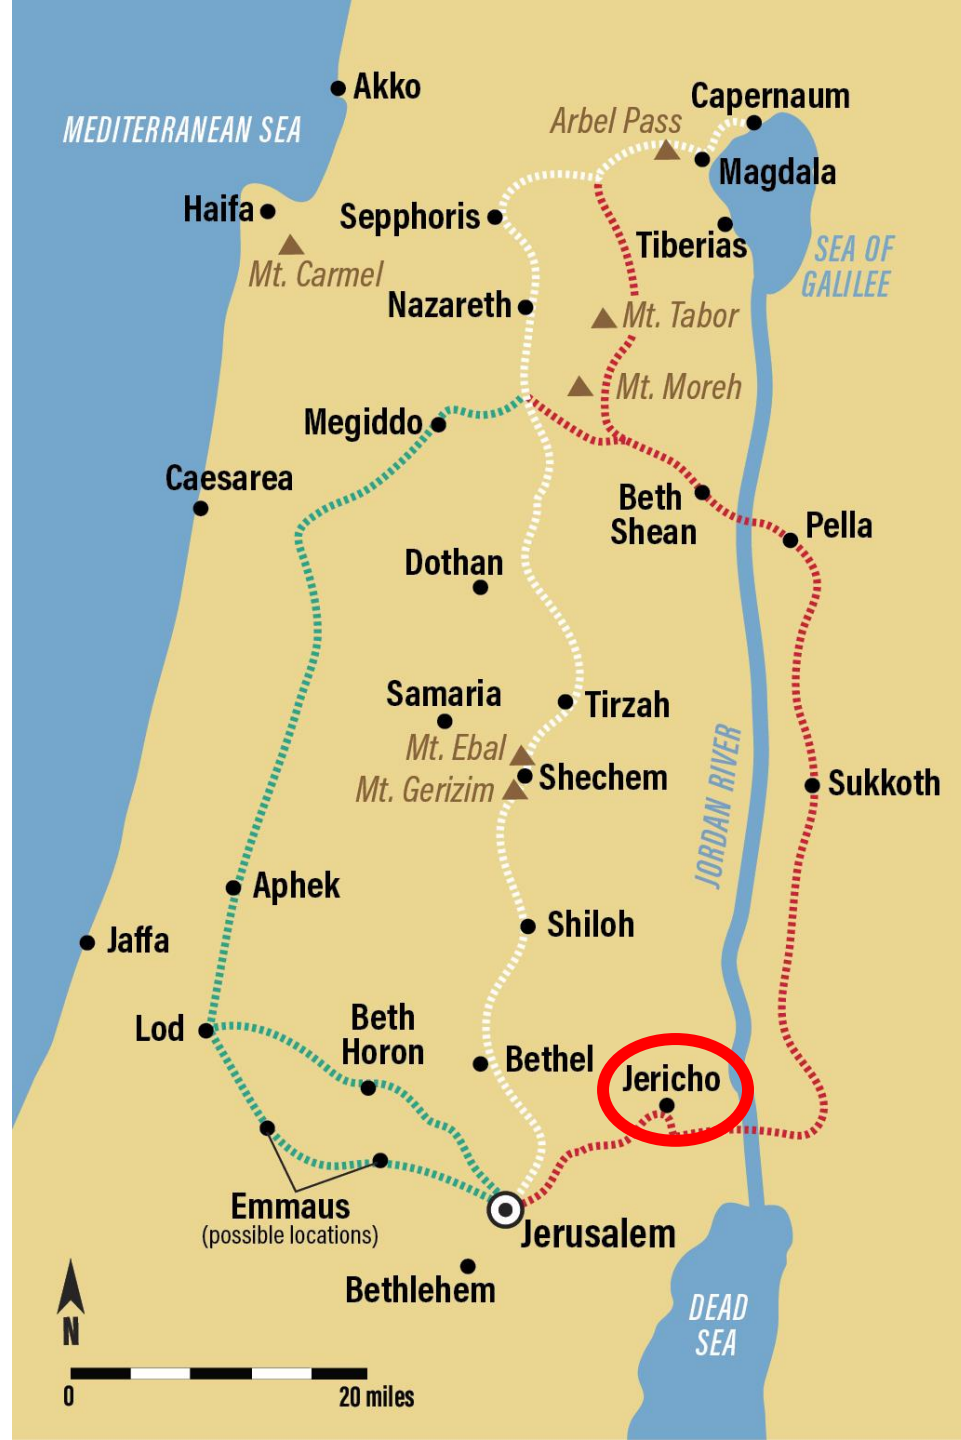 Akko
Capernaum
Arbel Pass
MEDITERRANEAN SEA
Magdala
Haifa
Sepphoris
Tiberias
SEA OF
GALILEE
Mt. Carmel
Nazareth
Mt. Tabor
Mt. Moreh
Megiddo
Caesarea
Beth
Shean
Pella
Dothan
Samaria
Tirzah
Mt. Ebal
Shechem
Mt. Gerizim
JORDAN RIVER
Sukkoth
Aphek
Shiloh
Jaffa
Lod
Beth
Horon
Bethel
Jericho
Emmaus
(possible locations)
Jerusalem
Bethlehem
DEAD
SEA
N
0
20 miles